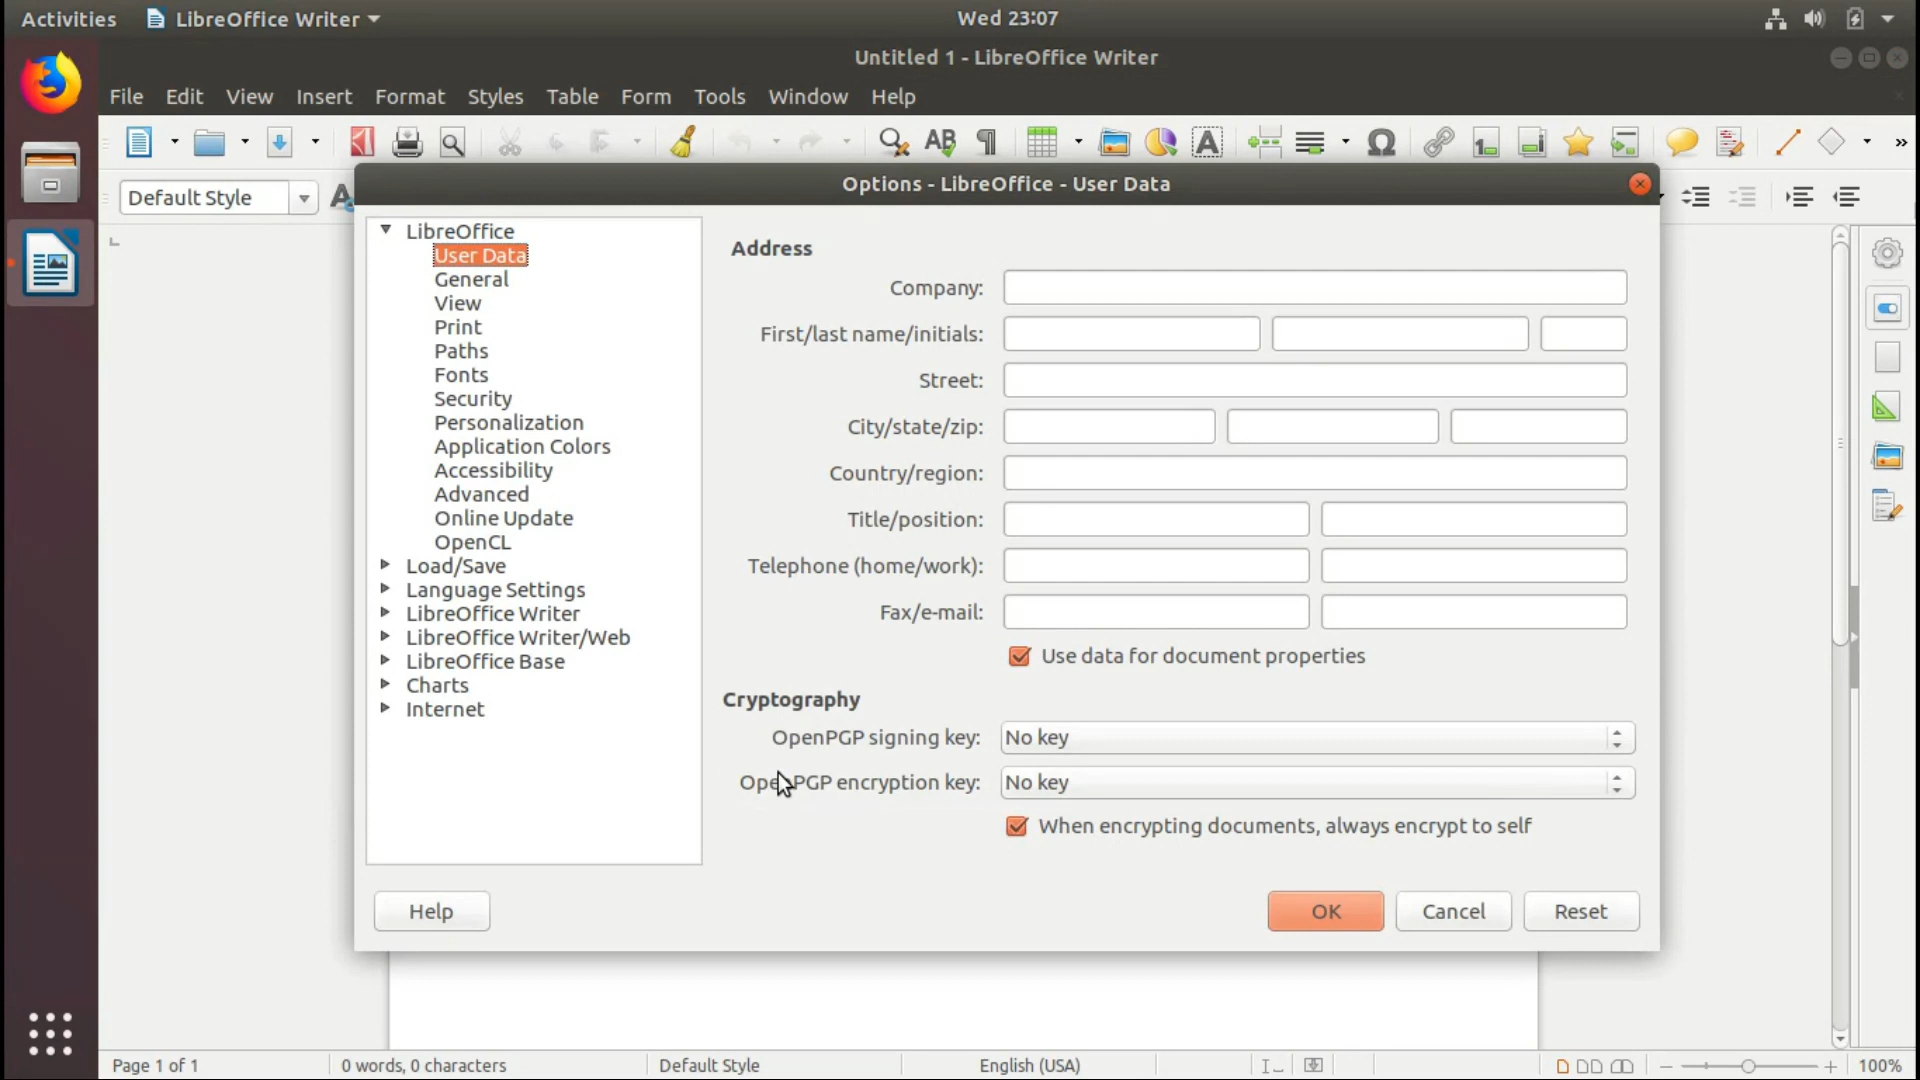 Activities LibreOffice Writer Wed 23:07
Untitled 1 - LibreOffice Writer
File Edit View Insert Format Styles Table Form Tools Window Help
Default Style
Options - LibreOffice - User Data
LibreOffice
User Data
General
View
Print
Paths
Fonts
Security
Personalization
Application Colors
Accessibility
Advanced
Online Update
OpenCL
Load/Save
Language Settings
LibreOffice Writer
LibreOffice Writer/Web
LibreOffice Base
Charts
Internet
Address
Company:
First/last name/initials:
Street:
City/state/zip:
Country/region:
Title/position:
Telephone (home/work):
Fax/e-mail:
Use data for document properties
Cryptography
OpenPGP signing key: No key
OpenPGP encryption key: No key
When encrypting documents, always encrypt to self
Help OK Cancel Reset
Page 1 of 1 0 words, 0 characters Default Style English (USA) 100%